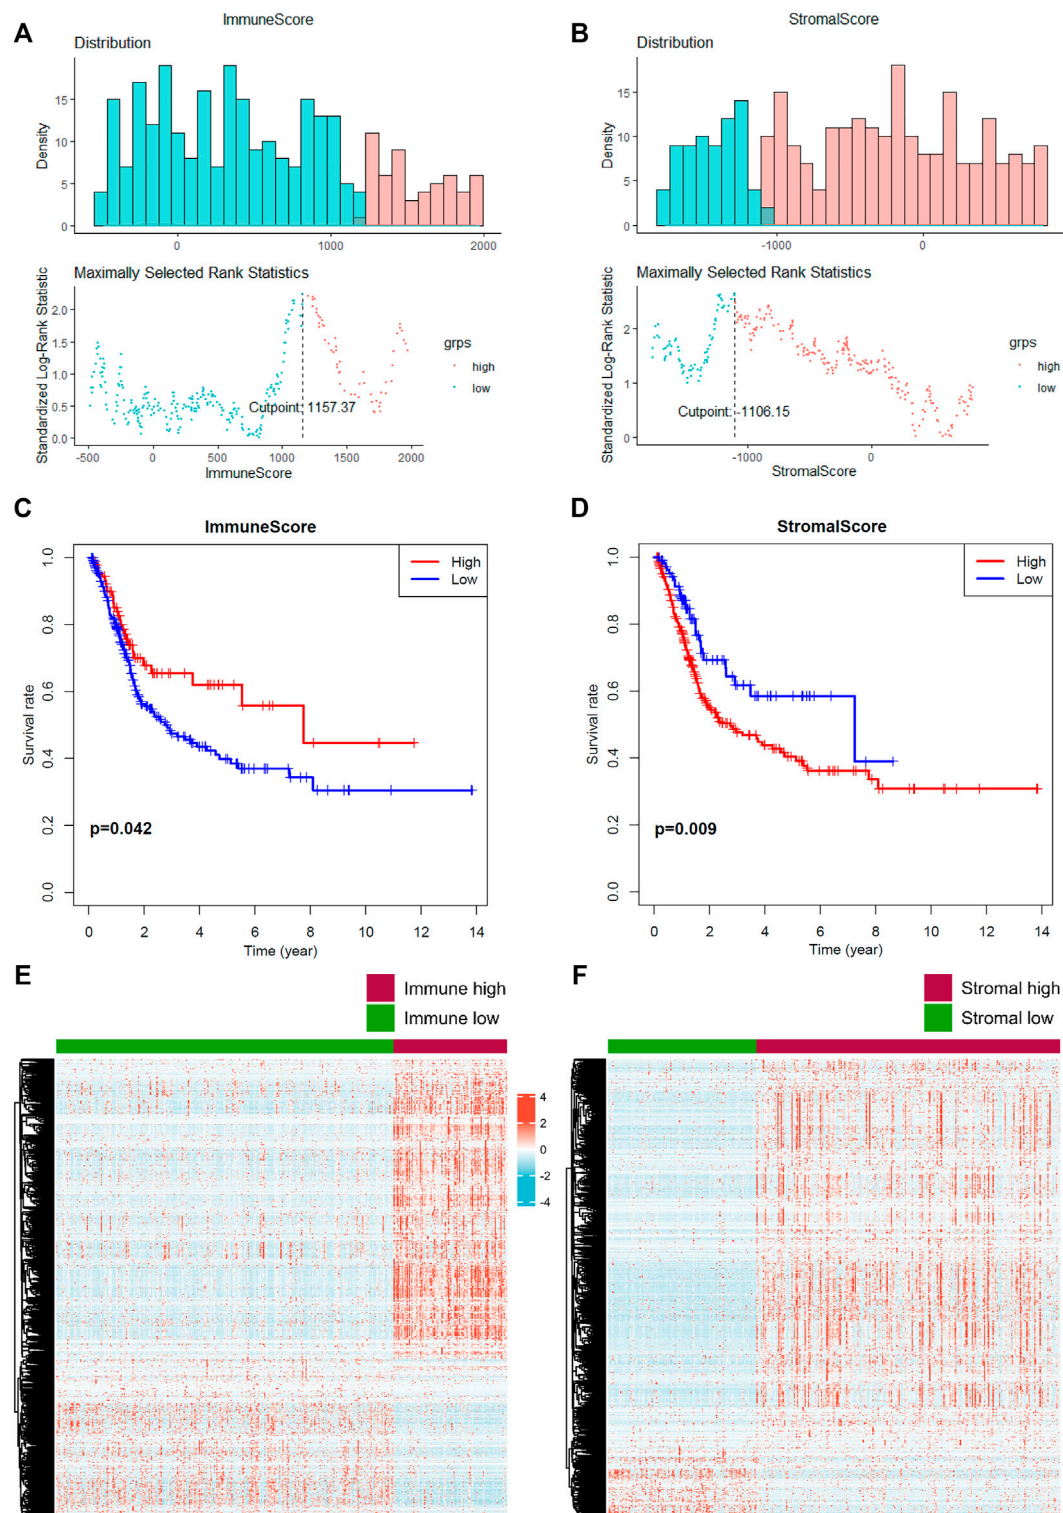 A
ImmuneScore
Distribution
Density
15
10
5
0
0
1000
2000
Maximally Selected Rank Statistics
Standardized Log-Rank Statistic
2.0
1.5
1.0
0.5
0.0
Cutpoint: 1157.37
-500
0
500
1000
1500
2000
ImmuneScore
grps
high
low
B
StromalScore
Distribution
Density
15
10
5
0
-1000
0
Maximally Selected Rank Statistics
Standardized Log-Rank Statistic
2
1
0
Cutpoint: -1106.15
-1000
0
StromalScore
grps
high
low
C
ImmuneScore
High
Low
Survival rate
1.0
0.8
0.6
0.4
0.2
0.0
p=0.042
0 2 4 6 8 10 12 14
Time (year)
D
StromalScore
High
Low
Survival rate
1.0
0.8
0.6
0.4
0.2
0.0
p=0.009
0 2 4 6 8 10 12 14
Time (year)
E
Immune high
Immune low
4
2
0
-2
-4
F
Stromal high
Stromal low